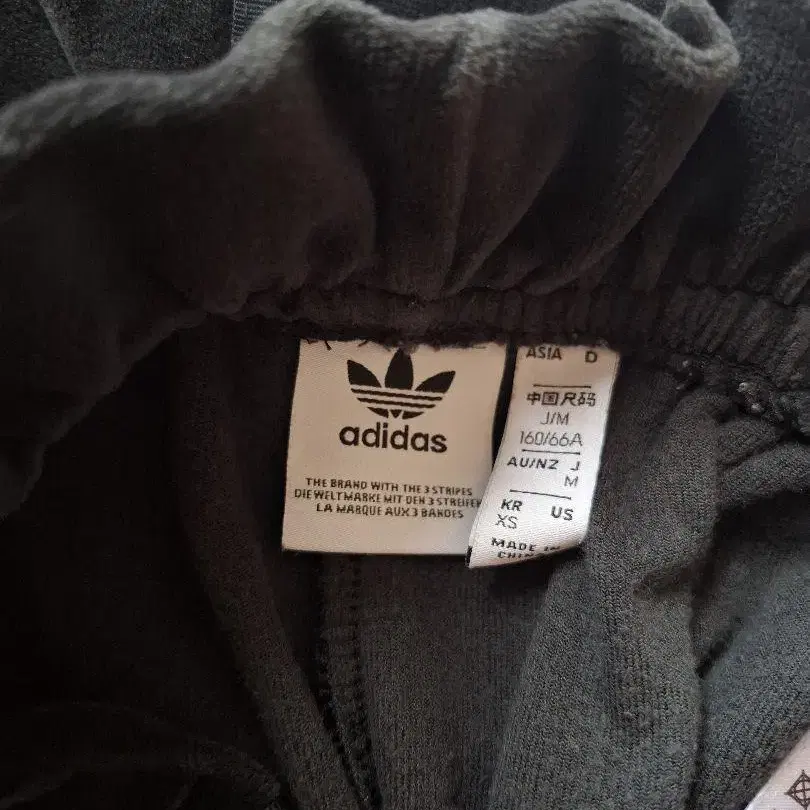 adidas
THE BRAND WITH THE 3 STRIPES
DIE WELTMARKE MIT DEN 3 STREIFEN
LA MARQUE AUX 3 BANDES
ASIA D
中国尺码
J/M
160/66A
AU/NZ J
M
KR US
XS
MADE IN
CHINA